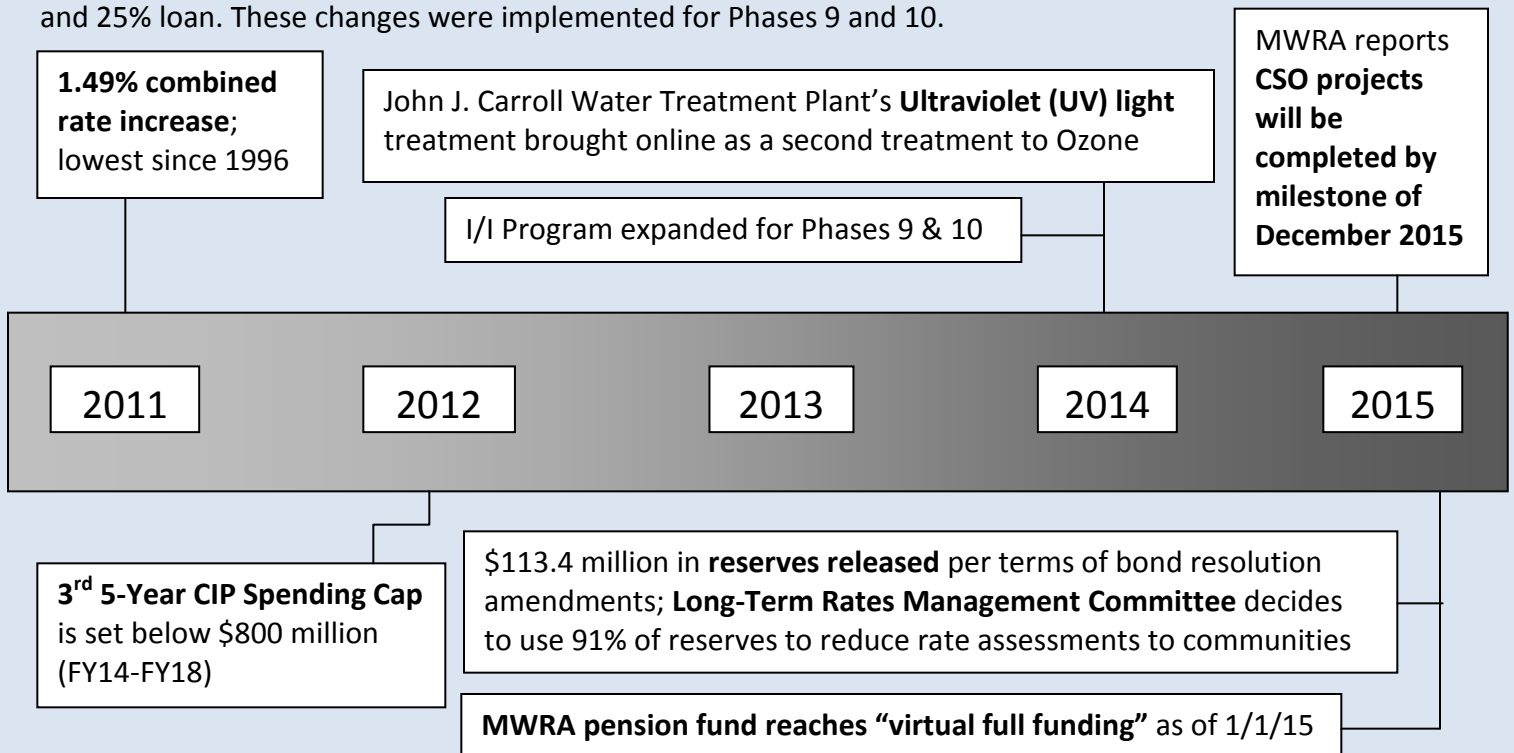 and 25% loan. These changes were implemented for Phases 9 and 10.
1.49% combined
rate increase;
lowest since 1996
John J. Carroll Water Treatment Plant’s Ultraviolet (UV) light
treatment brought online as a second treatment to Ozone
I/I Program expanded for Phases 9 & 10
MWRA reports
CSO projects
will be
completed by
milestone of
December 2015
2011
2012
2013
2014
2015
3rd 5-Year CIP Spending Cap
is set below $800 million
(FY14-FY18)
$113.4 million in reserves released per terms of bond resolution
amendments; Long-Term Rates Management Committee decides
to use 91% of reserves to reduce rate assessments to communities
MWRA pension fund reaches “virtual full funding” as of 1/1/15